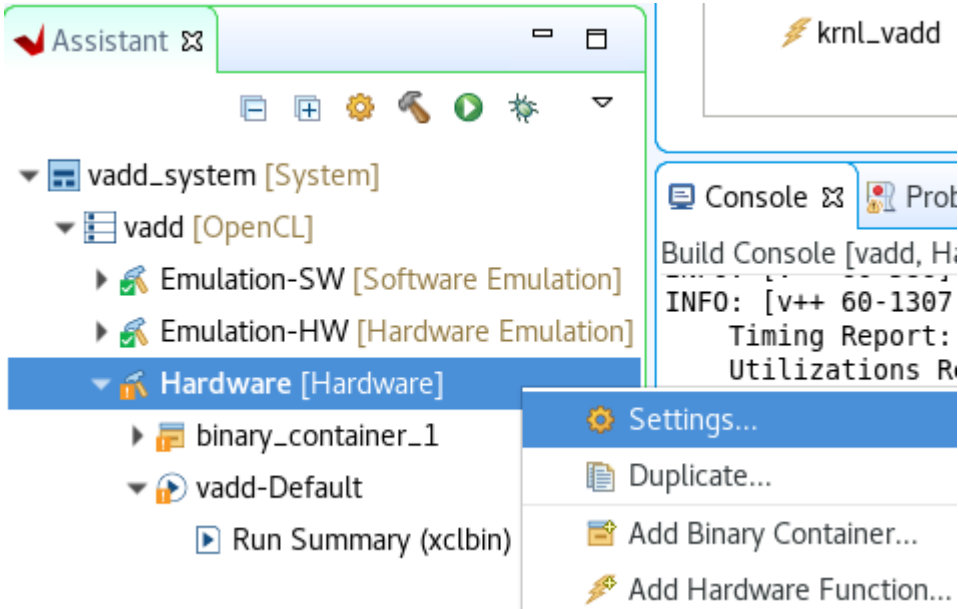 Assistant
vadd_system [System]
vadd [OpenCL]
Emulation-SW [Software Emulation]
Emulation-HW [Hardware Emulation]
Hardware [Hardware]
binary_container_1
vadd-Default
Run Summary (xclbin)
krnl_vadd
Console
Build Console [vadd,
INFO: [v++ 60-1307
Timing Report:
Utilizations
Settings...
Duplicate...
Add Binary Container...
Add Hardware Function...